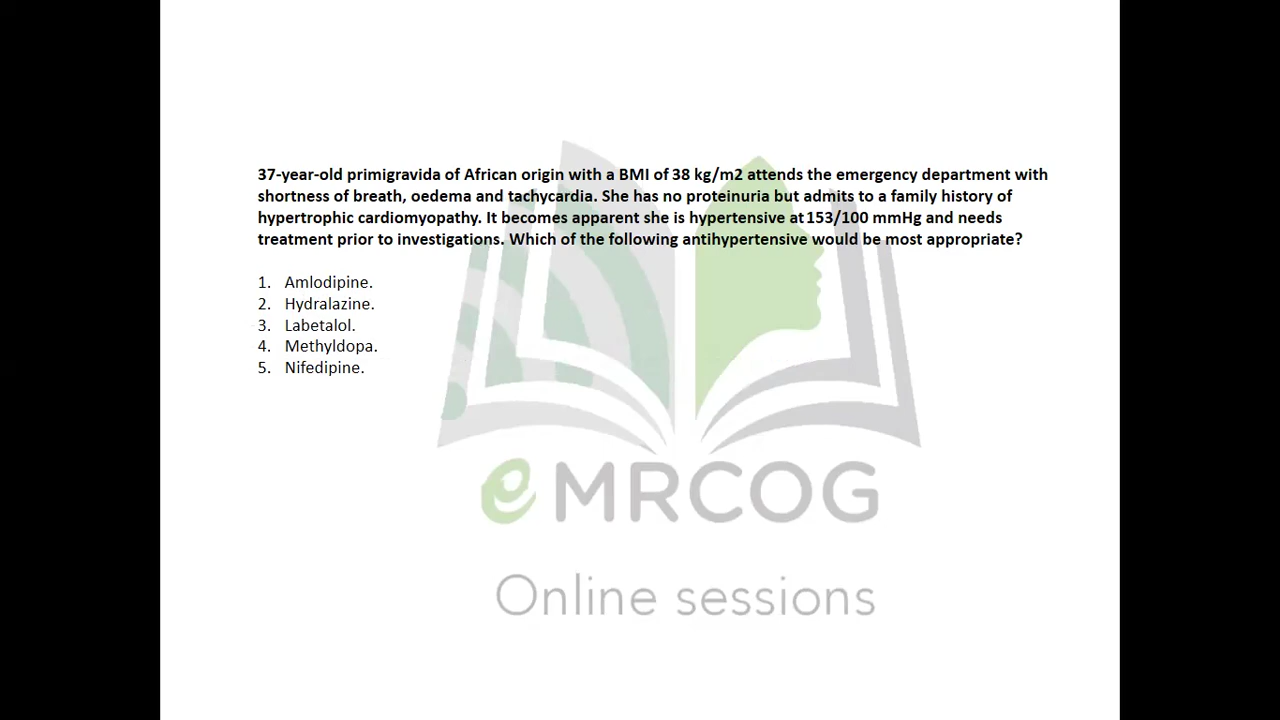 37-year-old primigravida of African origin with a BMI of 38 kg/m2 attends the emergency department with
shortness of breath, oedema and tachycardia. She has no proteinuria but admits to a family history of
hypertrophic cardiomyopathy. It becomes apparent she is hypertensive at 153/100 mmHg and needs
treatment prior to investigations. Which of the following antihypertensive would be most appropriate?
1. Amlodipine.
2. Hydralazine.
3. Labetalol.
4. Methyldopa.
5. Nifedipine.
eMRCOG
Online sessions